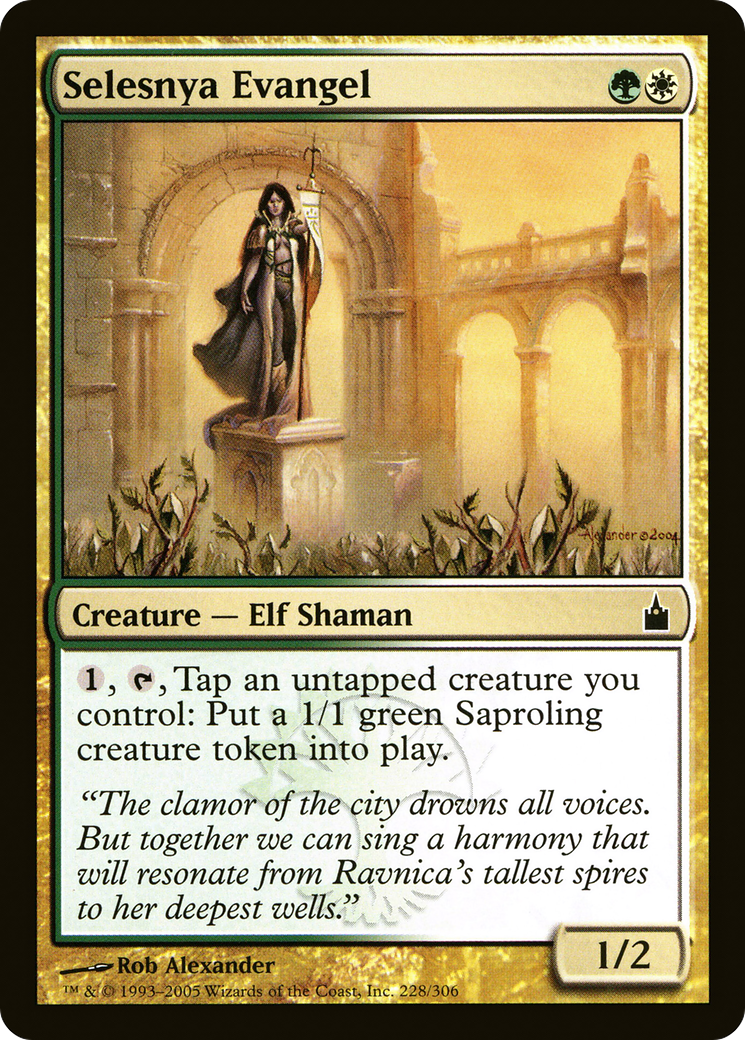 Selesnya Evangel
Alexander ©2004
Creature — Elf Shaman
1, , Tap an untapped creature you
control: Put a 1/1 green Saproling
creature token into play.
“The clamor of the city drowns all voices.
But together we can sing a harmony that
will resonate from Ravnica’s tallest spires
to her deepest wells.”
1/2
Rob Alexander
™ & © 1993–2005 Wizards of the Coast, Inc. 228/306